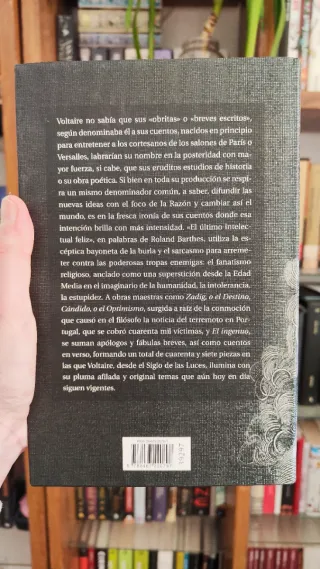 Voltaire no sabía que sus «obritas» o «breves escritos»,
según denominaba él a sus cuentos, nacidos en principio
para entretener a los cortesanos de los salones de París o
Versalles, labrarían su nombre en la posteridad con ma-
yor fuerza, si cabe, que sus eruditos estudios de historia
o su obra poética. Si bien en toda su producción se respi-
ra un mismo denominador común, a saber, difundir las
nuevas ideas con el foco de la Razón y cambiar así el
mundo, es en la fresca ironía de sus cuentos donde esa
intención brilla con más intensidad. «El último intelec-
tual feliz», en palabras de Roland Barthes, utiliza la es-
céptica bayoneta de la burla y el sarcasmo para arreme-
ter contra las poderosas tropas enemigas: el fanatismo
religioso, anclado como una superstición desde la Edad
Media en el imaginario de la humanidad, la intolerancia,
la estupidez. A obras maestras como Zadig, o el Destino,
Cándido, o el Optimismo, surgida a raíz de la conmoción
que causó en el filósofo la noticia del terremoto en Por-
tugal, que se cobró cuarenta mil víctimas, y El ingenuo,
se suman apólogos y fábulas breves, así como cuentos
en verso, formando un total de cuarenta y siete piezas en
las que Voltaire, desde el Siglo de las Luces, ilumina con
su pluma afilada y original temas que aún hoy en día
siguen vigentes.